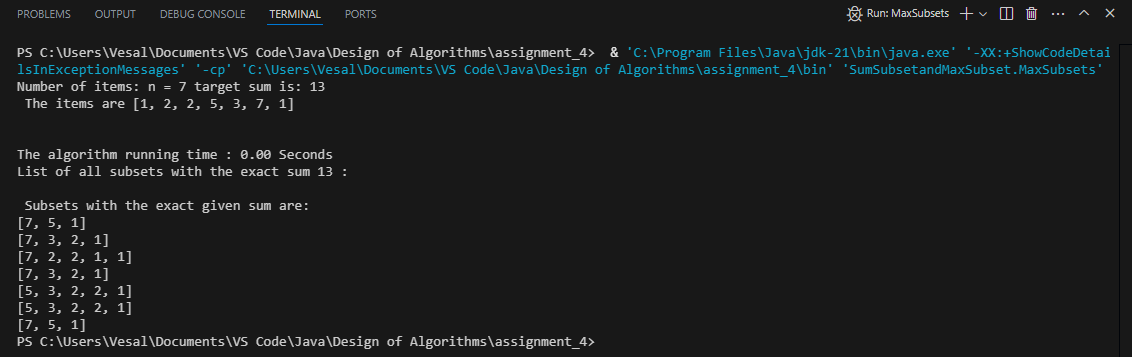 PROBLEMS OUTPUT DEBUG CONSOLE TERMINAL PORTS Run: MaxSubsets
PS C:\Users\Vesal\Documents\VS Code\Java\Design of Algorithms\assignment_4>  & 'C:\Program Files\Java\jdk-21\bin\java.exe' '-XX:+ShowCodeDetai
lsInExceptionMessages' '-cp' 'C:\Users\Vesal\Documents\VS Code\Java\Design of Algorithms\assignment_4\bin' 'SumSubsetandMaxSubset.MaxSubsets'
Number of items: n = 7 target sum is: 13
The items are [1, 2, 2, 5, 3, 7, 1]
The algorithm running time : 0.00 Seconds
List of all subsets with the exact sum 13 :
Subsets with the exact given sum are:
[7, 5, 1]
[7, 3, 2, 1]
[7, 2, 2, 1, 1]
[7, 3, 2, 1]
[5, 3, 2, 2, 1]
[5, 3, 2, 2, 1]
[7, 5, 1]
PS C:\Users\Vesal\Documents\VS Code\Java\Design of Algorithms\assignment_4>